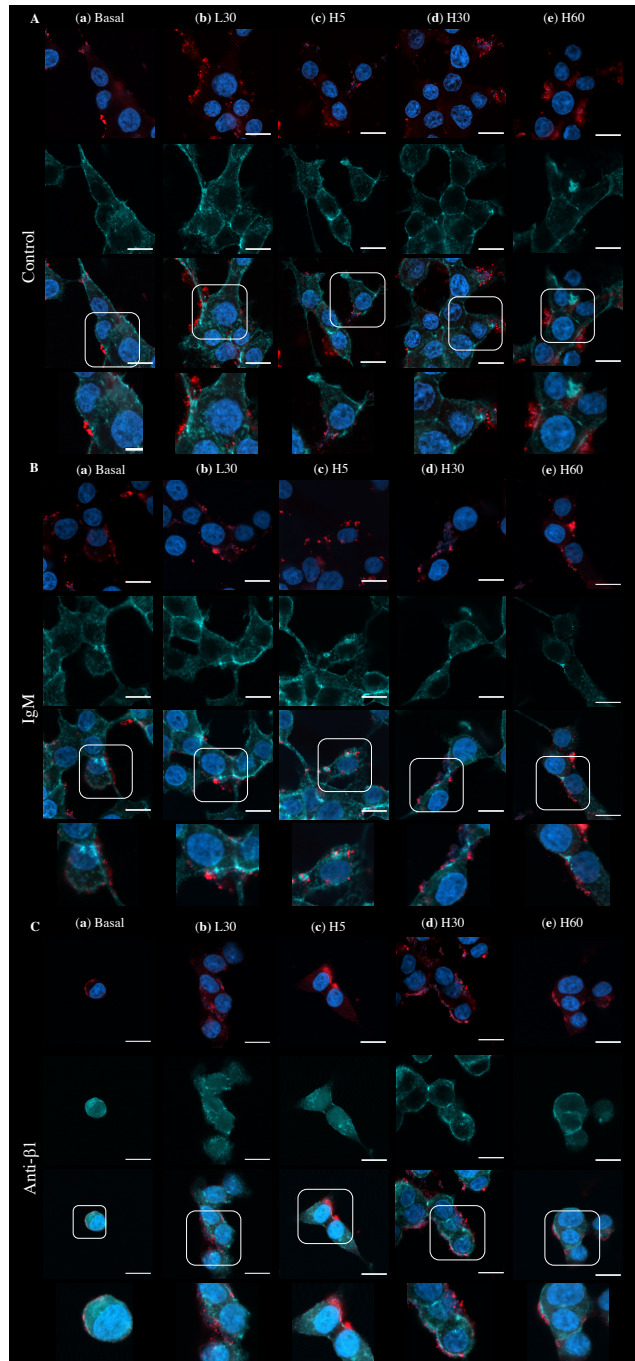 A (a) Basal (b) L30 (c) H5 (d) H30 (e) H60
Control
B (a) Basal (b) L30 (c) H5 (d) H30 (e) H60
IgM
C (a) Basal (b) L30 (c) H5 (d) H30 (e) H60
Anti-β1